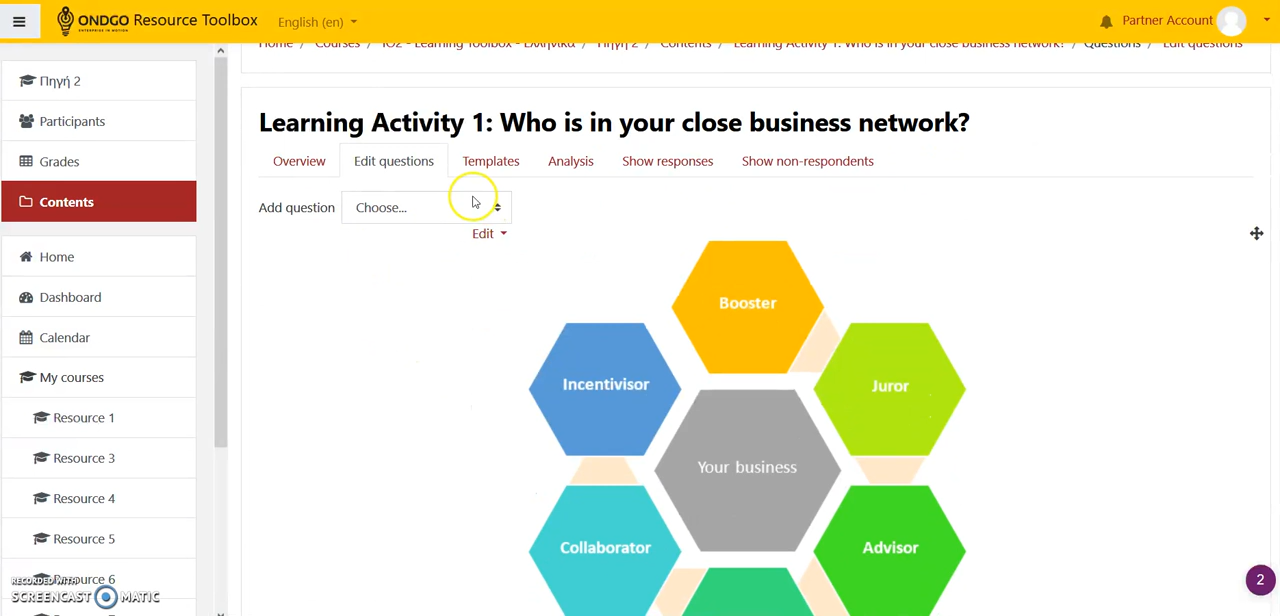 ONDGO Resource Toolbox
ENTERPRISE IN MOTION
English (en)
Partner Account
Home / Courses / IO2 - Learning Toolbox - Ελληνικά / Πηγή 2 / Contents / Learning Activity 1: Who is in your close business network? / Questions / Edit questions
Πηγή 2
Participants
Grades
Contents
Home
Dashboard
Calendar
My courses
Resource 1
Resource 3
Resource 4
Resource 5
Resource 6
RECORDED WITH
SCREENCAST MATIC
Learning Activity 1: Who is in your close business network?
Overview
Edit questions
Templates
Analysis
Show responses
Show non-respondents
Add question
Choose...
Edit
Booster
Incentivisor
Juror
Your business
Collaborator
Advisor
2